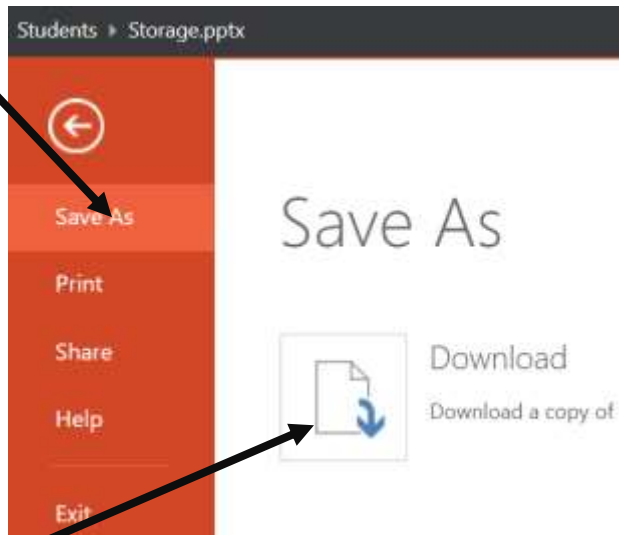 Students ▸ Storage.pptx
Save As
Print
Share
Help
Exit
Save As
Download
Download a copy of